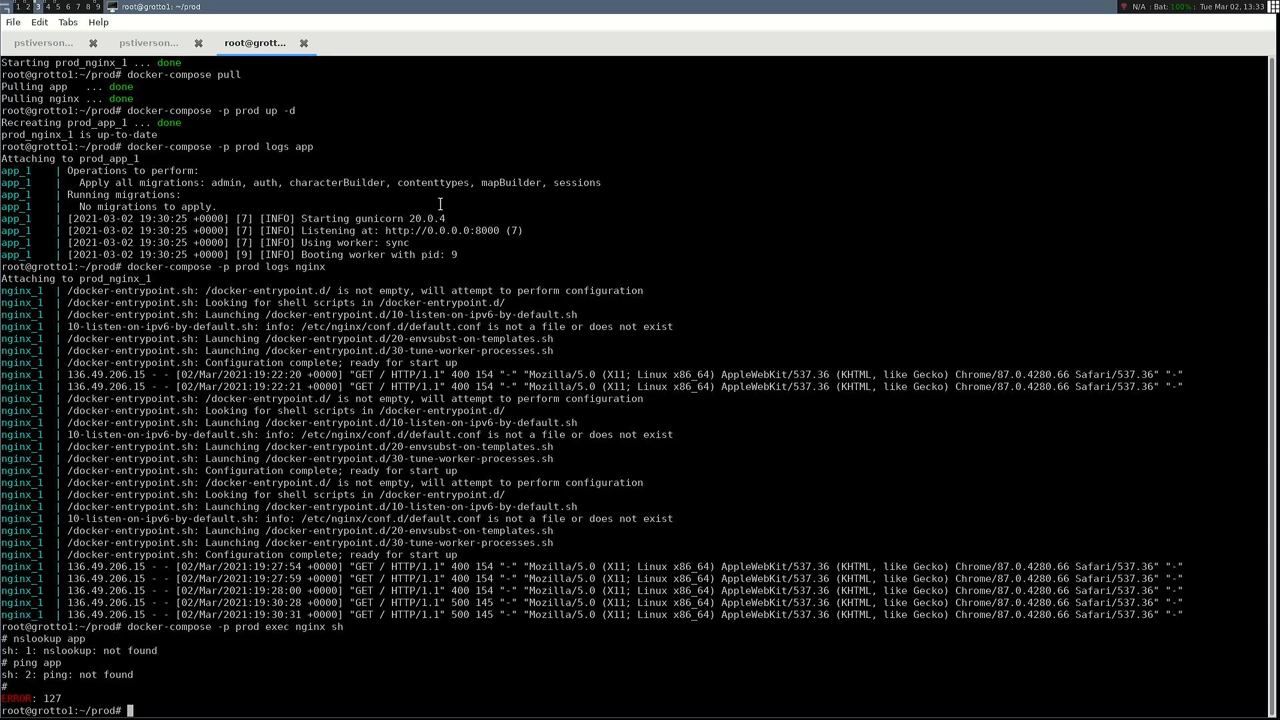 1 2 3 4 5 6 7 8 9 root@grotto1: ~/prod N/A : Bat: 100% : Tue Mar 02, 13:33
File Edit Tabs Help
pstiverson... pstiverson... root@grott...
Starting prod_nginx_1 ... done
root@grotto1:~/prod# docker-compose pull
Pulling app   ... done
Pulling nginx ... done
root@grotto1:~/prod# docker-compose -p prod up -d
Recreating prod_app_1 ... done
prod_nginx_1 is up-to-date
root@grotto1:~/prod# docker-compose -p prod logs app
Attaching to prod_app_1
app_1    | Operations to perform:
app_1    |   Apply all migrations: admin, auth, characterBuilder, contenttypes, mapBuilder, sessions
app_1    | Running migrations:
app_1    |   No migrations to apply.
app_1    | [2021-03-02 19:30:25 +0000] [7] [INFO] Starting gunicorn 20.0.4
app_1    | [2021-03-02 19:30:25 +0000] [7] [INFO] Listening at: http://0.0.0.0:8000 (7)
app_1    | [2021-03-02 19:30:25 +0000] [7] [INFO] Using worker: sync
app_1    | [2021-03-02 19:30:25 +0000] [9] [INFO] Booting worker with pid: 9
root@grotto1:~/prod# docker-compose -p prod logs nginx
Attaching to prod_nginx_1
nginx_1  | /docker-entrypoint.sh: /docker-entrypoint.d/ is not empty, will attempt to perform configuration
nginx_1  | /docker-entrypoint.sh: Looking for shell scripts in /docker-entrypoint.d/
nginx_1  | /docker-entrypoint.sh: Launching /docker-entrypoint.d/10-listen-on-ipv6-by-default.sh
nginx_1  | 10-listen-on-ipv6-by-default.sh: info: /etc/nginx/conf.d/default.conf is not a file or does not exist
nginx_1  | /docker-entrypoint.sh: Launching /docker-entrypoint.d/20-envsubst-on-templates.sh
nginx_1  | /docker-entrypoint.sh: Launching /docker-entrypoint.d/30-tune-worker-processes.sh
nginx_1  | /docker-entrypoint.sh: Configuration complete; ready for start up
nginx_1  | 136.49.206.15 - - [02/Mar/2021:19:22:20 +0000] "GET / HTTP/1.1" 400 154 "-" "Mozilla/5.0 (X11; Linux x86_64) AppleWebKit/537.36 (KHTML, like Gecko) Chrome/87.0.4280.66 Safari/537.36" "-"
nginx_1  | 136.49.206.15 - - [02/Mar/2021:19:22:21 +0000] "GET / HTTP/1.1" 400 154 "-" "Mozilla/5.0 (X11; Linux x86_64) AppleWebKit/537.36 (KHTML, like Gecko) Chrome/87.0.4280.66 Safari/537.36" "-"
nginx_1  | /docker-entrypoint.sh: /docker-entrypoint.d/ is not empty, will attempt to perform configuration
nginx_1  | /docker-entrypoint.sh: Looking for shell scripts in /docker-entrypoint.d/
nginx_1  | /docker-entrypoint.sh: Launching /docker-entrypoint.d/10-listen-on-ipv6-by-default.sh
nginx_1  | 10-listen-on-ipv6-by-default.sh: info: /etc/nginx/conf.d/default.conf is not a file or does not exist
nginx_1  | /docker-entrypoint.sh: Launching /docker-entrypoint.d/20-envsubst-on-templates.sh
nginx_1  | /docker-entrypoint.sh: Launching /docker-entrypoint.d/30-tune-worker-processes.sh
nginx_1  | /docker-entrypoint.sh: Configuration complete; ready for start up
nginx_1  | /docker-entrypoint.sh: /docker-entrypoint.d/ is not empty, will attempt to perform configuration
nginx_1  | /docker-entrypoint.sh: Looking for shell scripts in /docker-entrypoint.d/
nginx_1  | /docker-entrypoint.sh: Launching /docker-entrypoint.d/10-listen-on-ipv6-by-default.sh
nginx_1  | 10-listen-on-ipv6-by-default.sh: info: /etc/nginx/conf.d/default.conf is not a file or does not exist
nginx_1  | /docker-entrypoint.sh: Launching /docker-entrypoint.d/20-envsubst-on-templates.sh
nginx_1  | /docker-entrypoint.sh: Launching /docker-entrypoint.d/30-tune-worker-processes.sh
nginx_1  | /docker-entrypoint.sh: Configuration complete; ready for start up
nginx_1  | 136.49.206.15 - - [02/Mar/2021:19:27:54 +0000] "GET / HTTP/1.1" 400 154 "-" "Mozilla/5.0 (X11; Linux x86_64) AppleWebKit/537.36 (KHTML, like Gecko) Chrome/87.0.4280.66 Safari/537.36" "-"
nginx_1  | 136.49.206.15 - - [02/Mar/2021:19:27:59 +0000] "GET / HTTP/1.1" 400 154 "-" "Mozilla/5.0 (X11; Linux x86_64) AppleWebKit/537.36 (KHTML, like Gecko) Chrome/87.0.4280.66 Safari/537.36" "-"
nginx_1  | 136.49.206.15 - - [02/Mar/2021:19:28:00 +0000] "GET / HTTP/1.1" 400 154 "-" "Mozilla/5.0 (X11; Linux x86_64) AppleWebKit/537.36 (KHTML, like Gecko) Chrome/87.0.4280.66 Safari/537.36" "-"
nginx_1  | 136.49.206.15 - - [02/Mar/2021:19:30:28 +0000] "GET / HTTP/1.1" 500 145 "-" "Mozilla/5.0 (X11; Linux x86_64) AppleWebKit/537.36 (KHTML, like Gecko) Chrome/87.0.4280.66 Safari/537.36" "-"
nginx_1  | 136.49.206.15 - - [02/Mar/2021:19:30:31 +0000] "GET / HTTP/1.1" 500 145 "-" "Mozilla/5.0 (X11; Linux x86_64) AppleWebKit/537.36 (KHTML, like Gecko) Chrome/87.0.4280.66 Safari/537.36" "-"
root@grotto1:~/prod# docker-compose -p prod exec nginx sh
# nslookup app
sh: 1: nslookup: not found
# ping app
sh: 2: ping: not found
#
ERROR: 127
root@grotto1:~/prod#